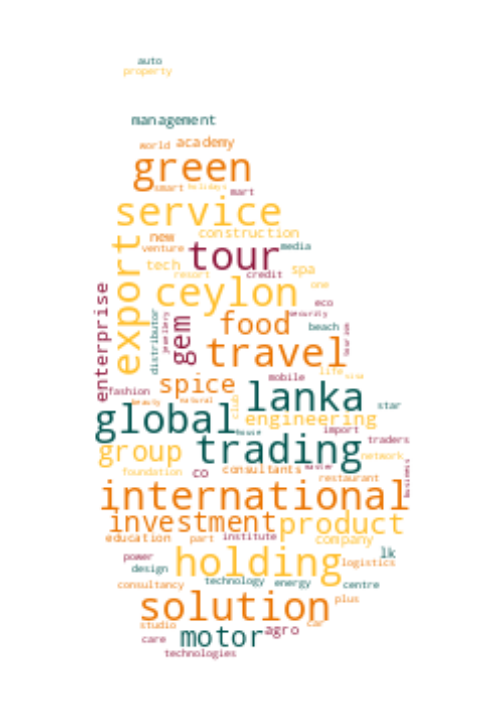 auto
property
management
world academy
green
smart holidays
mart
service
new construction
venture tour media
export
tech
resort credit spa
ceylon one
enterprise
distributor
jewellery
gem
eco
security
food beach
tourism
travel
fashion spice mobile life
beauty natural
club
lanka star
global engineering
house
trading import
traders
group network
foundation co consultants master
restaurant
business
international
investment product
education part institute company
power holding lk
logistics
design
consultancy technology energy centre
solution plus
studio car
care motor agro
technologies